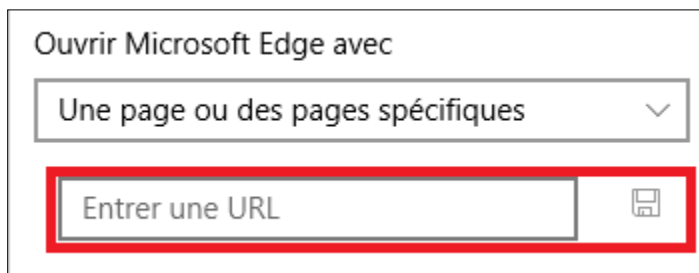 Ouvrir Microsoft Edge avec
Une page ou des pages spécifiques
Entrer une URL